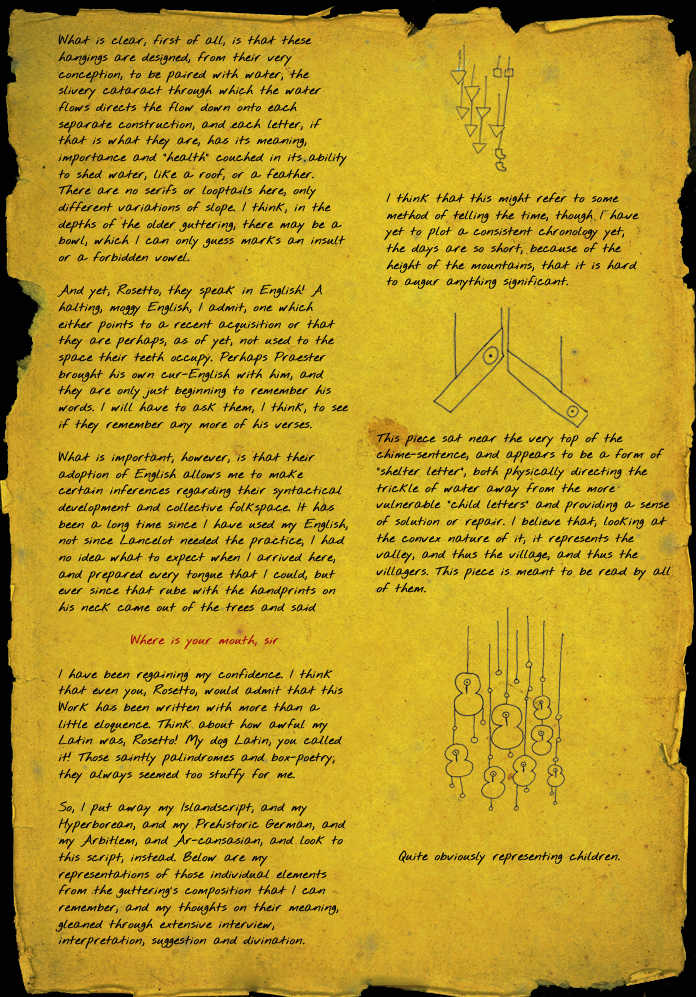 What is clear, first of all, is that these
hangings are designed, from their very
conception, to be paired with water, the
slivery cataract through which the water
flows directs the flow down onto each
separate construction, and each letter, if
that is what they are, has its meaning,
importance and "health" couched in its ability
to shed water, like a roof, or a feather.
There are no serifs or looptails here, only
different variations of slope. I think, in the
depths of the older guttering, there may be a
bowl, which I can only guess marks an insult
or a forbidden vowel.
And yet, Rosetto, they speak in English! A
halting, moggy English, I admit, one which
either points to a recent acquisition or that
they are perhaps, as of yet, not used to the
space their teeth occupy. Perhaps Praester
brought his own cur-English with him, and
they are only just beginning to remember his
words. I will have to ask them, I think, to see
if they remember any more of his verses.
What is important, however, is that their
adoption of English allows me to make
certain inferences regarding their syntactical
development and collective folkspace. It has
been a long time since I have used my English,
not since Lancelot needed the practice, I had
no idea what to expect when I arrived here,
and prepared every tongue that I could, but
ever since that rube with the handprints on
his neck came out of the trees and said
Where is your mouth, sir
I have been regaining my confidence. I think
that even you, Rosetto, would admit that this
Work has been written with more than a
little eloquence. Think about how awful my
Latin was, Rosetto! My dog Latin, you called
it! Those saintly palindromes and box-poetry,
they always seemed too stuffy for me.
So, I put away my Islandscript, and my
Hyperborean, and my Prehistoric German, and
my Arbitlem, and Ar-cansasian, and look to
this script, instead. Below are my
representations of those individual elements
from the guttering's composition that I can
remember, and my thoughts on their meaning,
gleaned through extensive interview,
interpretation, suggestion and divination.
I think that this might refer to some
method of telling the time, though I have
yet to plot a consistent chronology yet,
the days are so short, because of the
height of the mountains, that it is hard
to augur anything significant.
This piece sat near the very top of the
chime-sentence, and appears to be a form of
"shelter letter", both physically directing the
trickle of water away from the more
vulnerable "child letters" and providing a sense
of solution or repair. I believe that, looking at
the convex nature of it, it represents the
valley, and thus the village, and thus the
villagers. This piece is meant to be read by all
of them.
Quite obviously representing children.